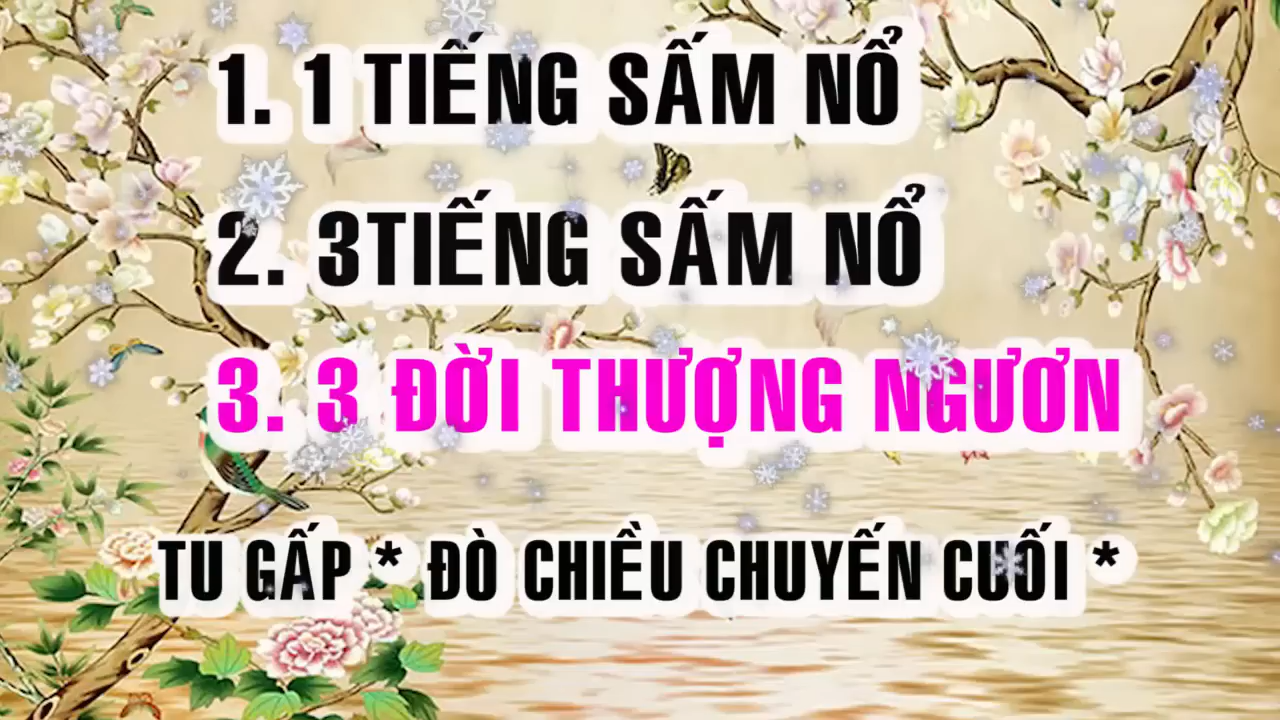 1. 1 TIẾNG SẤM NỔ
2. 3TIẾNG SẤM NỔ
3. 3 ĐỜI THƯỢNG NGƯƠN
TU GẤP * ĐÒ CHIỀU CHUYẾN CUỐI *